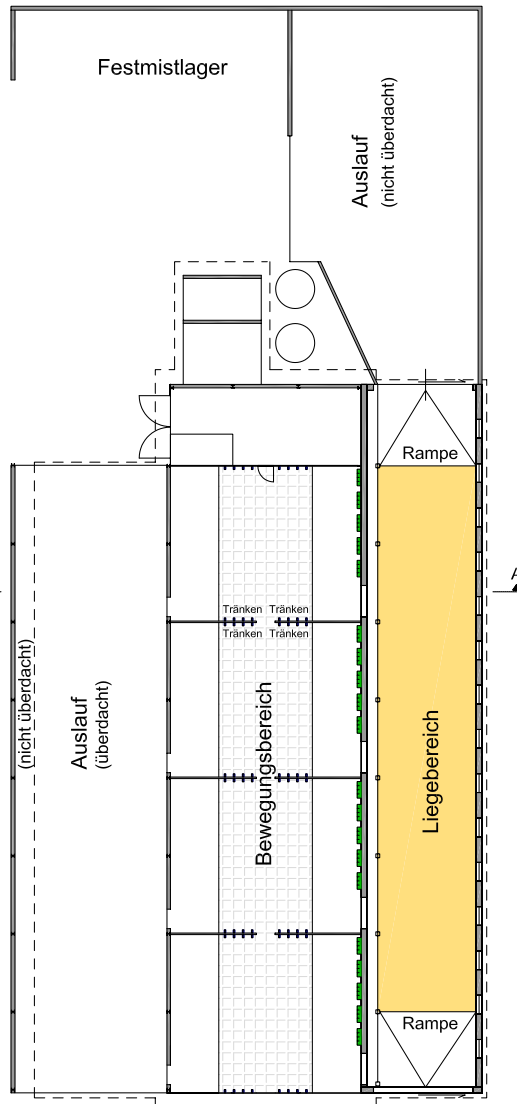 Festmistlager
Auslauf
(nicht überdacht)
Rampe
A
Tränken Tränken
Tränken Tränken
(nicht überdacht)
Auslauf
(überdacht)
Bewegungsbereich
Liegebereich
Rampe